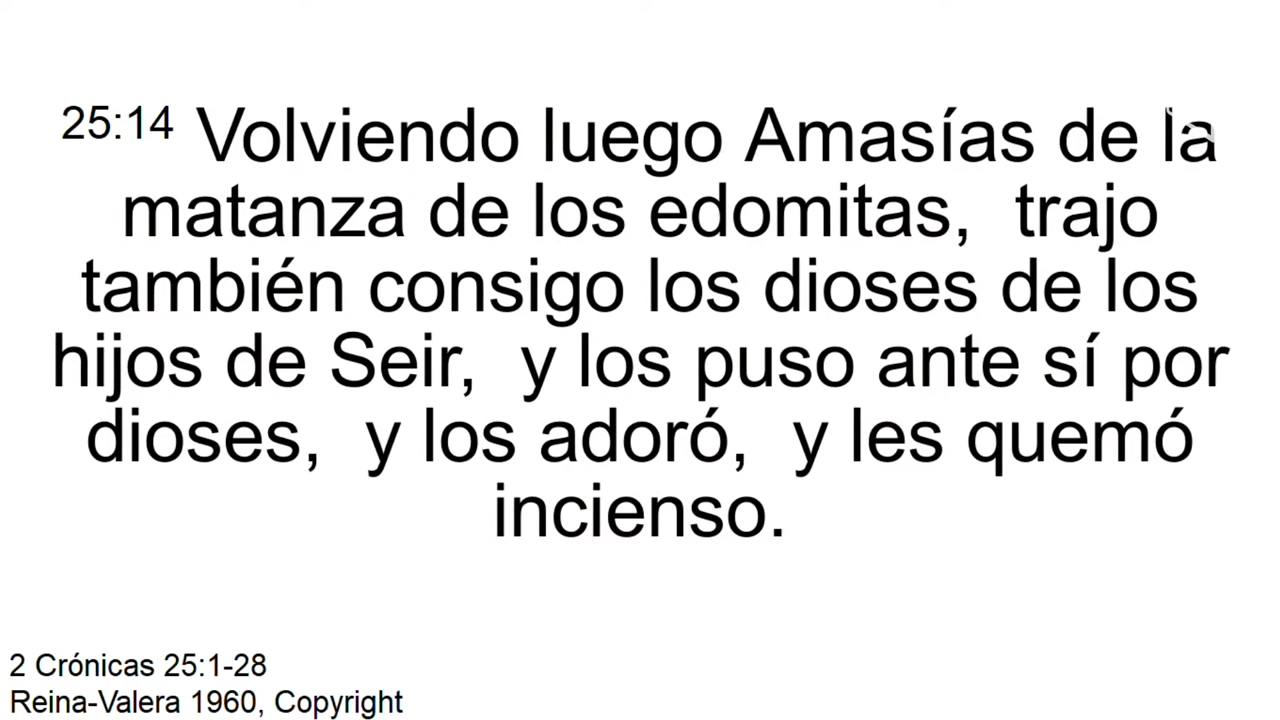 25:14 Volviendo luego Amasías de la
matanza de los edomitas, trajo
también consigo los dioses de los
hijos de Seir, y los puso ante sí por
dioses, y los adoró, y les quemó
incienso.
2 Crónicas 25:1-28
Reina-Valera 1960, Copyright